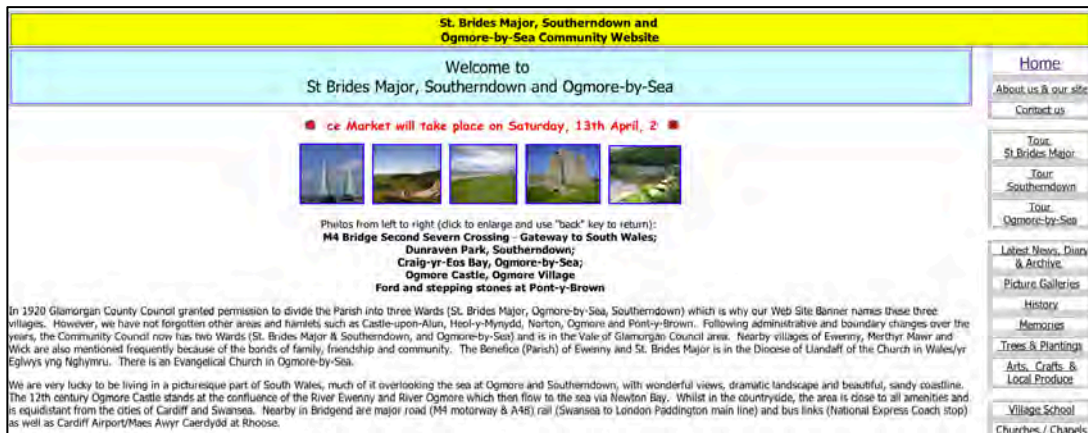 St. Brides Major, Southerndown and
Ogmore-by-Sea Community Website
Welcome to
St Brides Major, Southerndown and Ogmore-by-Sea
ce Market will take place on Saturday, 13th April, 2
Photos from left to right (click to enlarge and use "back" key to return):
M4 Bridge Second Severn Crossing - Gateway to South Wales;
Dunraven Park, Southerndown;
Craig-yr-Eos Bay, Ogmore-by-Sea;
Ogmore Castle, Ogmore Village
Ford and stepping stones at Pont-y-Brown
In 1920 Glamorgan County Council granted permission to divide the Parish into three Wards (St. Brides Major, Ogmore-by-Sea, Southerndown) which is why our Web Site Banner names these three
villages. However, we have not forgotten other areas and hamlets such as Castle-upon-Alun, Heol-y-Mynydd, Norton, Ogmore and Pont-y-Brown. Following administrative and boundary changes over the
years, the Community Council now has two Wards (St. Brides Major & Southerndown, and Ogmore-by-Sea) and is in the Vale of Glamorgan Council area. Nearby villages of Ewenny, Merthyr Mawr and
Wick are also mentioned frequently because of the bonds of family, friendship and community. The Benefice (Parish) of Ewenny and St. Brides Major is in the Diocese of Llandaff of the Church in Wales/yr
Eglwys yng Nghymru. There is an Evangelical Church in Ogmore-by-Sea.
We are very lucky to be living in a picturesque part of South Wales, much of it overlooking the sea at Ogmore and Southerndown, with wonderful views, dramatic landscape and beautiful, sandy coastline.
The 12th century Ogmore Castle stands at the confluence of the River Ewenny and River Ogmore which then flow to the sea via Newton Bay. Whilst in the countryside, the area is close to all amenities and
is equidistant from the cities of Cardiff and Swansea. Nearby in Bridgend are major road (M4 motorway & A48) rail (Swansea to London Paddington main line) and bus links (National Express Coach stop)
as well as Cardiff Airport/Maes Awyr Caerdydd at Rhoose.
Home
About us & our site
Contact us
Tour
St Brides Major
Tour
Southerndown
Tour
Ogmore-by-Sea
Latest News, Diary
& Archive
Picture Galleries
History
Memories
Trees & Plantings
Arts, Crafts &
Local Produce
Village School
Churches / Chapels